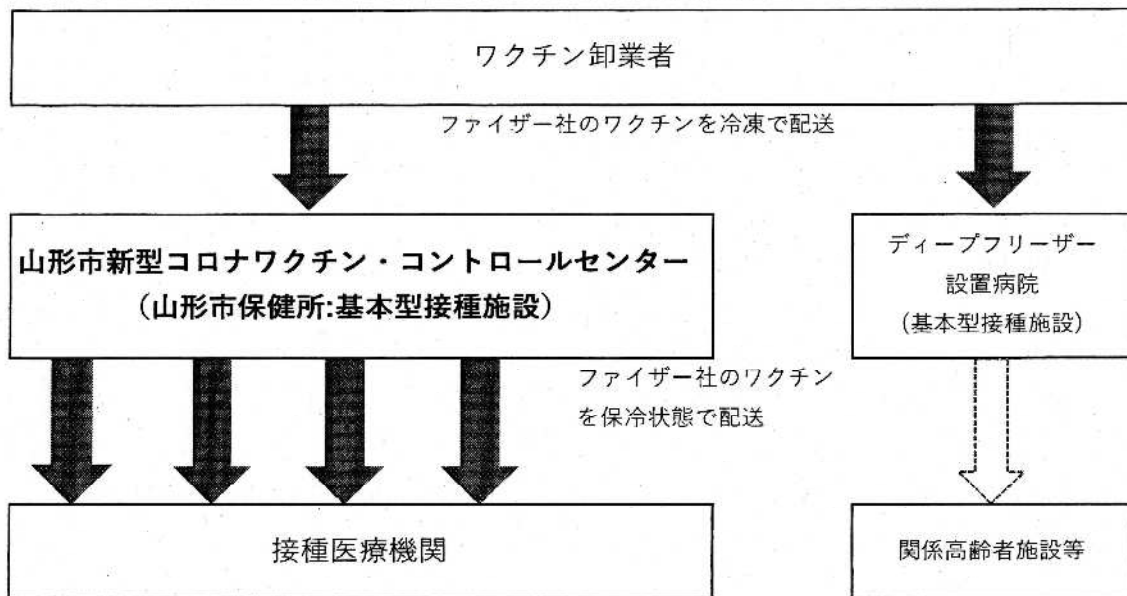 ワクチン卸業者
ファイザー社のワクチンを冷凍で配送
山形市新型コロナワクチン・コントロールセンター
（山形市保健所:基本型接種施設）
ディープフリーザー
設置病院
（基本型接種施設）
ファイザー社のワクチン
を保冷状態で配送
接種医療機関
関係高齢者施設等